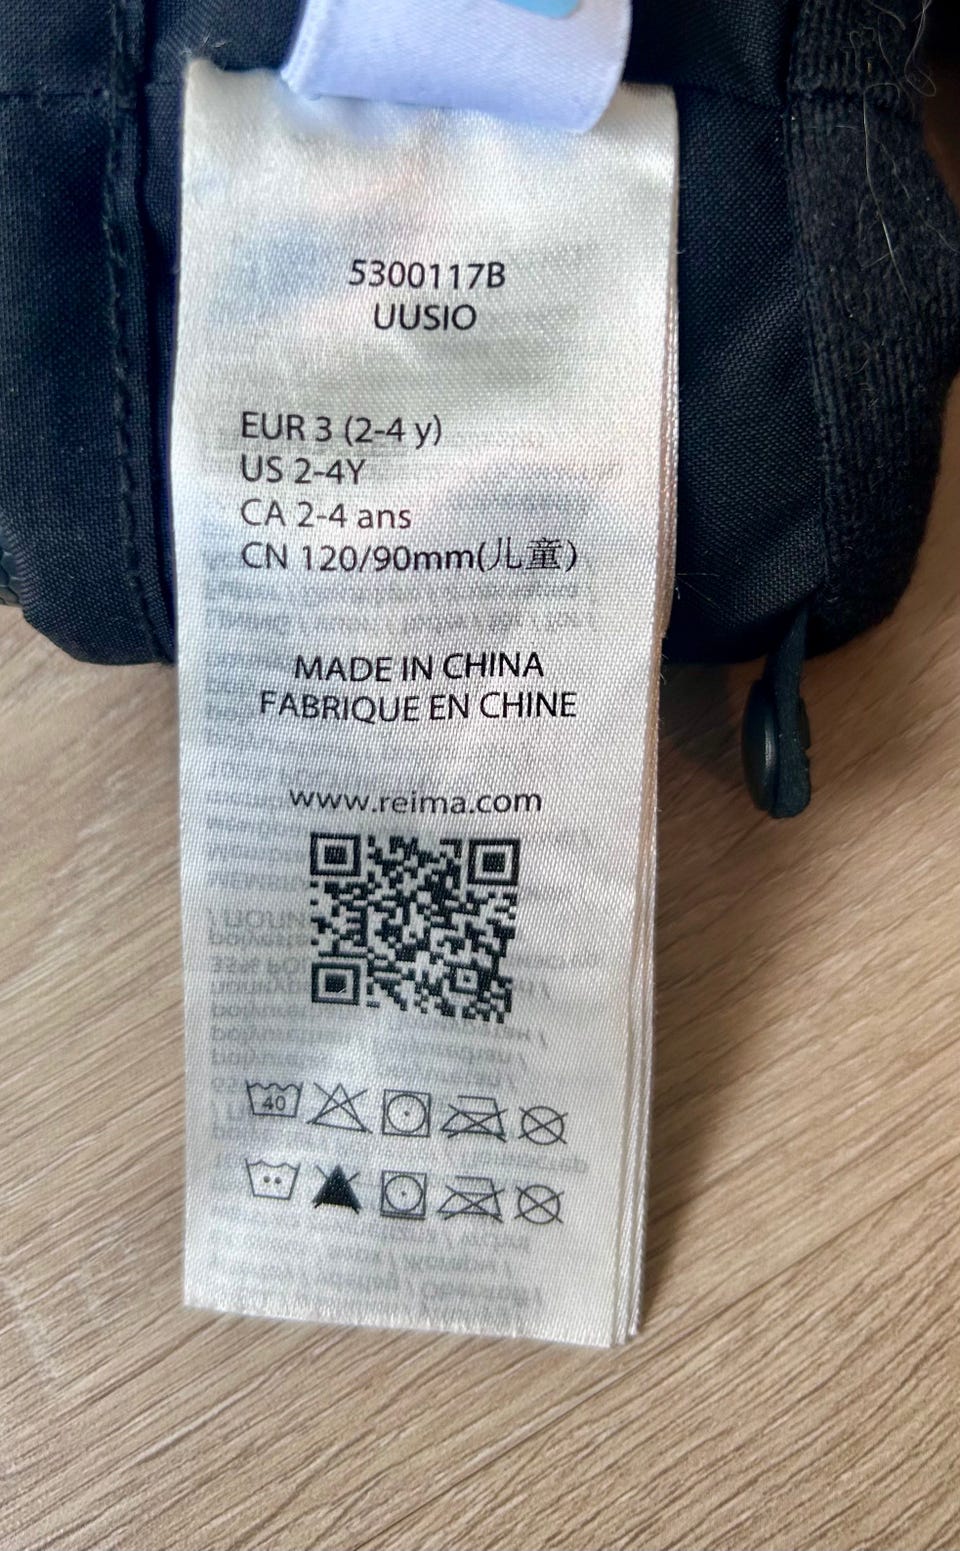 5300117B
UUSIO
EUR 3 (2-4 y)
US 2-4Y
CA 2-4 ans
CN 120/90mm(儿童)
MADE IN CHINA
FABRIQUE EN CHINE
www.reima.com
40